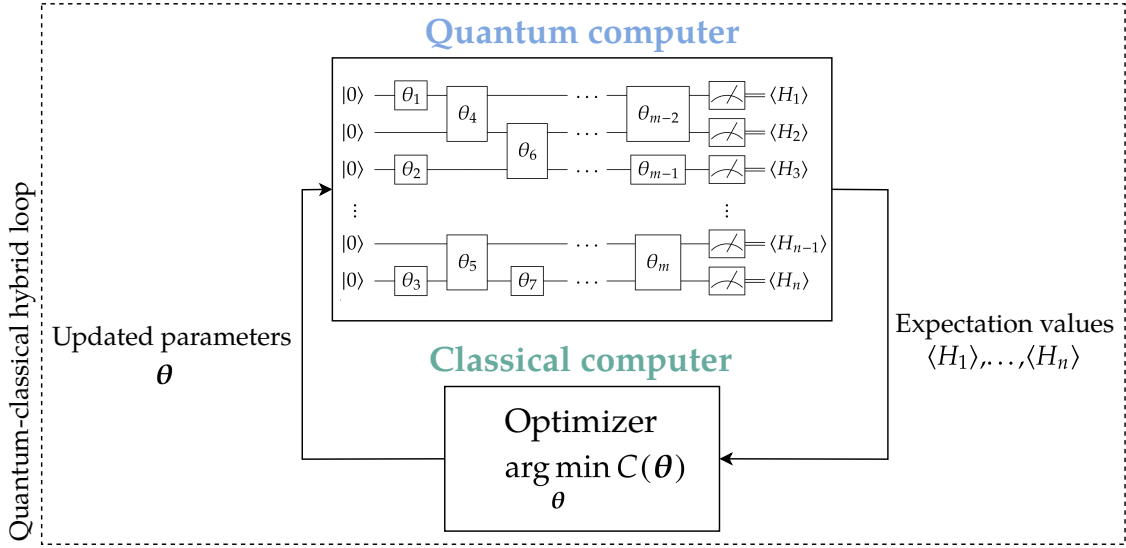 Quantum computer
|0⟩ θ₁ θ₄ ··· θₘ₋₂ ⟨H₁⟩
|0⟩ ··· ⟨H₂⟩
|0⟩ θ₂ θ₆ ··· θₘ₋₁ ⟨H₃⟩
⋮ ⋮
|0⟩ θ₅ ··· θₘ ⟨Hₙ₋₁⟩
|0⟩ θ₃ θ₇ ··· ⟨Hₙ⟩
Quantum-classical hybrid loop
Updated parameters
θ
Expectation values
⟨H₁⟩,...,⟨Hₙ⟩
Classical computer
Optimizer
arg min C(θ)
θ